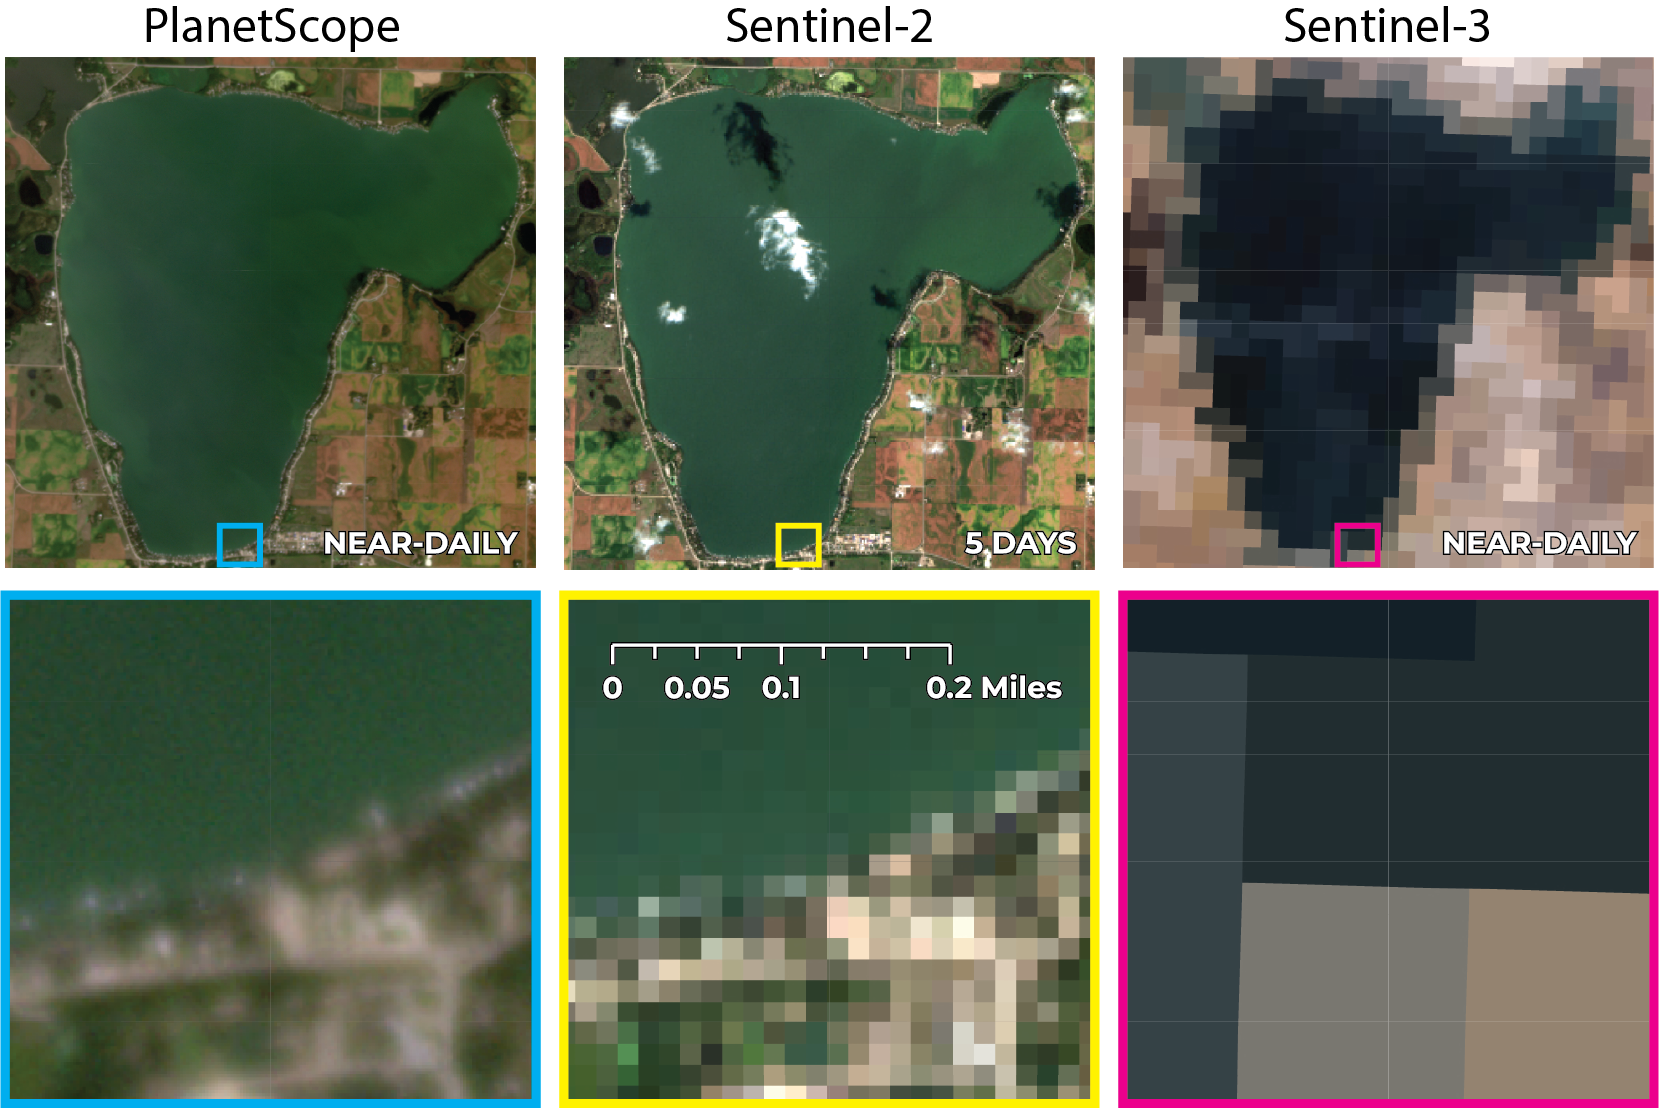 PlanetScope
Sentinel-2
Sentinel-3
NEAR-DAILY
5 DAYS
NEAR-DAILY
0 0.05 0.1 0.2 Miles